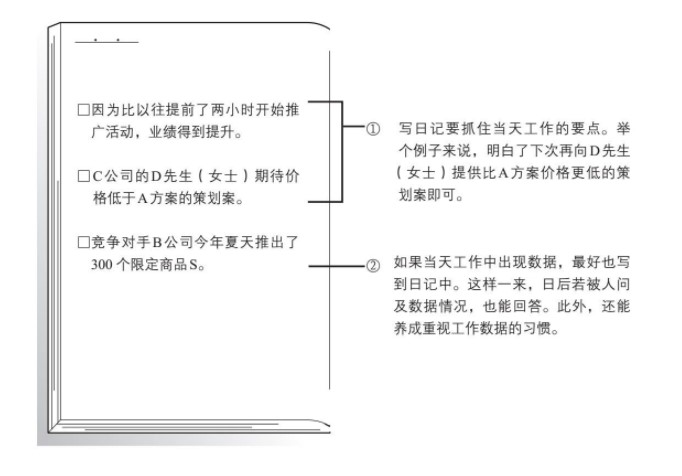 □因为比以往提前了两小时开始推
广活动，业绩得到提升。
□C公司的D先生（女士）期待价
格低于A方案的策划案。
□竞争对手B公司今年夏天推出了
300个限定商品S。
① 写日记要抓住当天工作的要点。举
个例子来说，明白了下次再向D先生
（女士）提供比A方案价格更低的策
划案即可。
② 如果当天工作中出现数据，最好也写
到日记中。这样一来，日后若被人问
及数据情况，也能回答。此外，还能
养成重视工作数据的习惯。